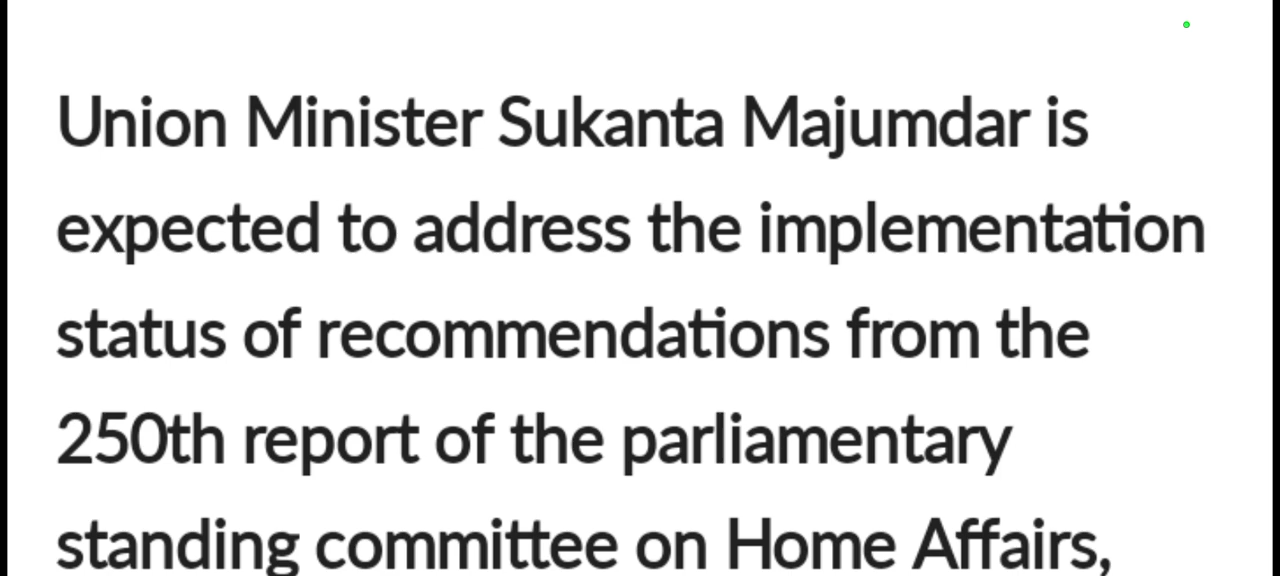 Union Minister Sukanta Majumdar is
expected to address the implementation
status of recommendations from the
250th report of the parliamentary
standing committee on Home Affairs,